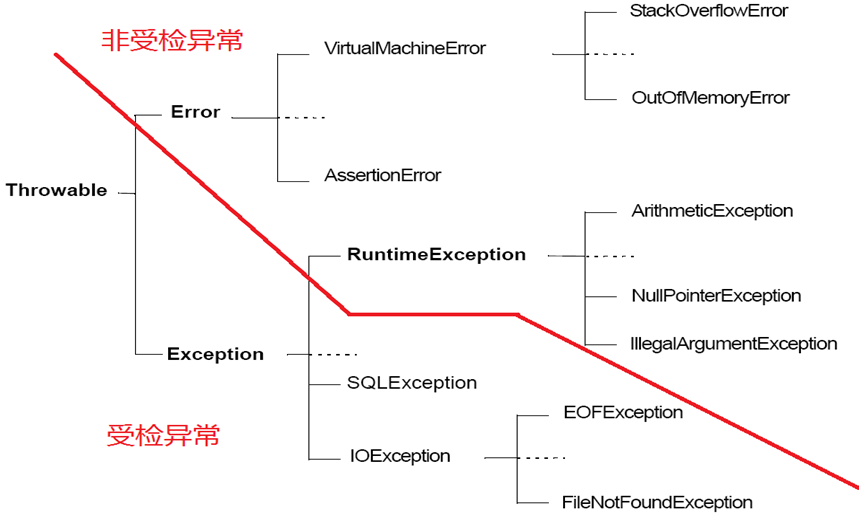 非受检异常
StackOverflowError
VirtualMachineError
OutOfMemoryError
Error
AssertionError
Throwable
ArithmeticException
RuntimeException
NullPointerException
IllegalArgumentException
Exception
SQLException
EOFException
受检异常
IOException
FileNotFoundException